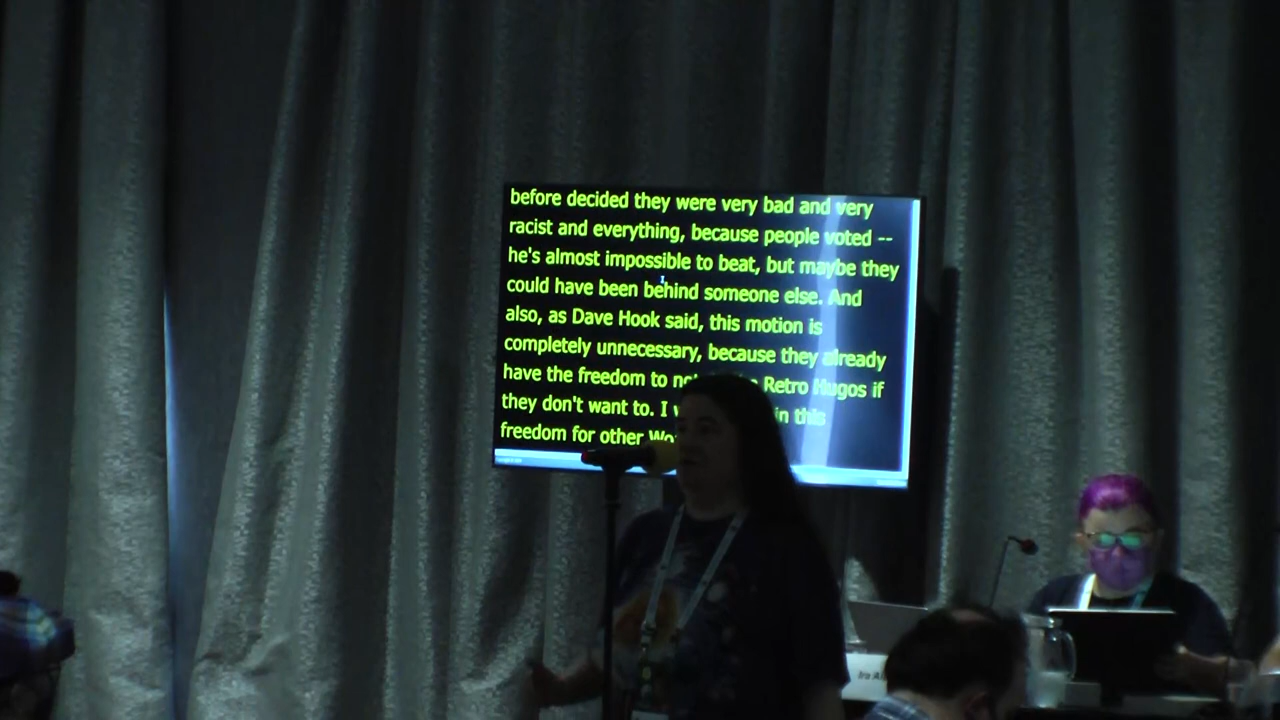 before decided they were very bad and very
racist and everything, because people voted --
he's almost impossible to beat, but maybe they
could have been behind someone else. And
also, as Dave Hook said, this motion is
completely unnecessary, because they already
have the freedom to Retro Hugos if
they don't want to. I in this
freedom for other
Ira